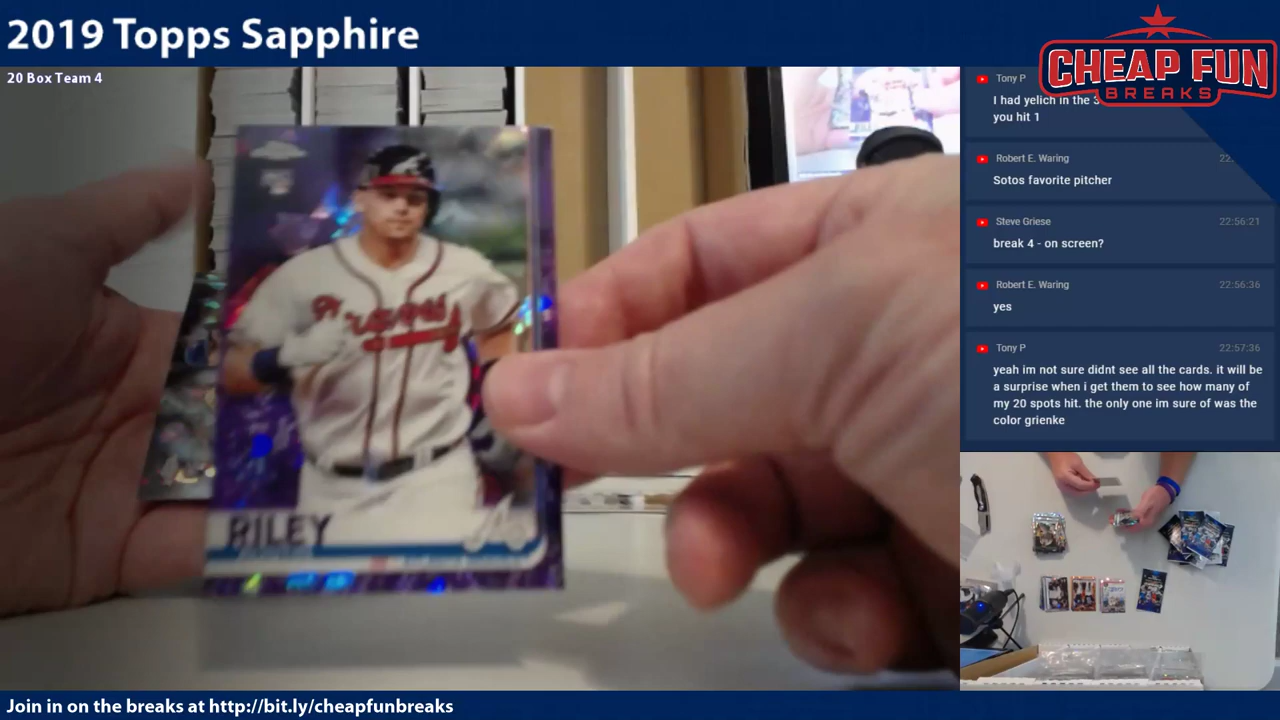 2019 Topps Sapphire
20 Box Team 4
CHEAP FUN
BREAKS
Tony P
I had yelich in the 3
you hit 1
Robert E. Waring
22:
Sotos favorite pitcher
Steve Griese
22:56:21
break 4 - on screen?
Robert E. Waring
22:56:36
yes
Tony P
22:57:36
yeah im not sure didnt see all the cards. it will be
a surprise when i get them to see how many of
my 20 spots hit. the only one im sure of was the
color grienke
Braves
RILEY
Join in on the breaks at http://bit.ly/cheapfunbreaks